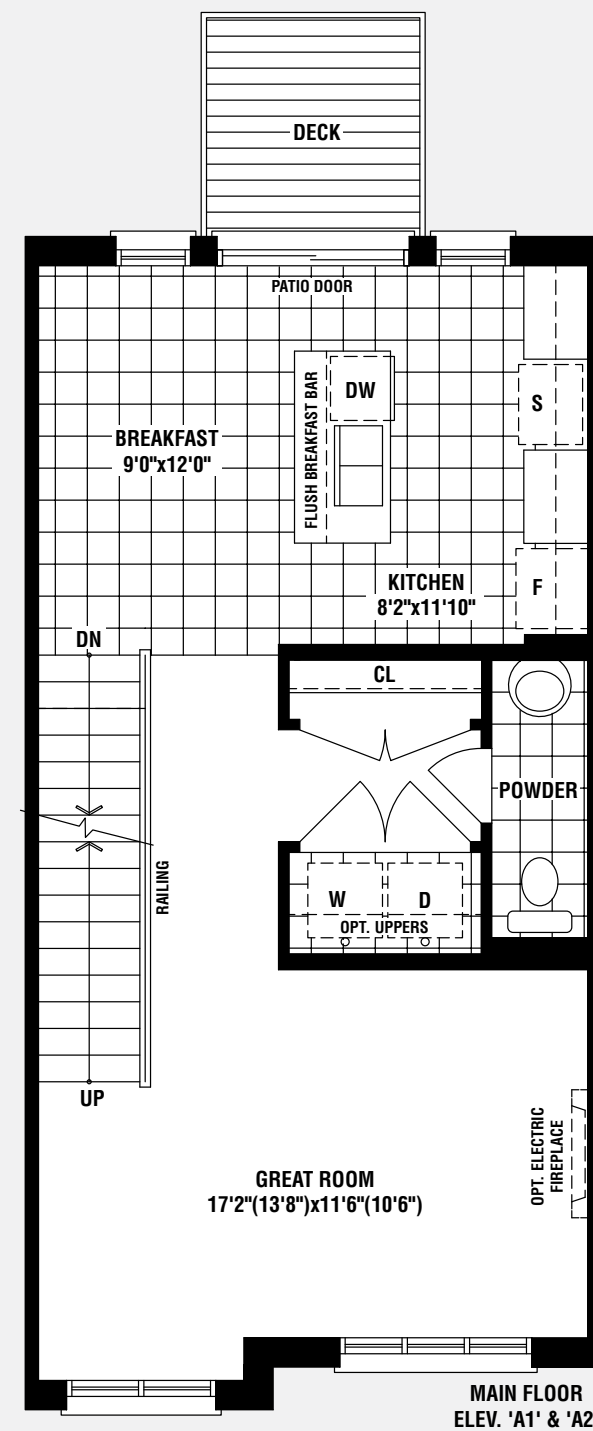 DECK
PATIO DOOR
DW
S
FLUSH BREAKFAST BAR
BREAKFAST
9'0"x12'0"
KITCHEN
8'2"x11'10"
F
DN
CL
POWDER
RAILING
W
D
OPT. UPPERS
UP
OPT. ELECTRIC
FIREPLACE
GREAT ROOM
17'2"(13'8")x11'6"(10'6")
MAIN FLOOR
ELEV. 'A1' & 'A2